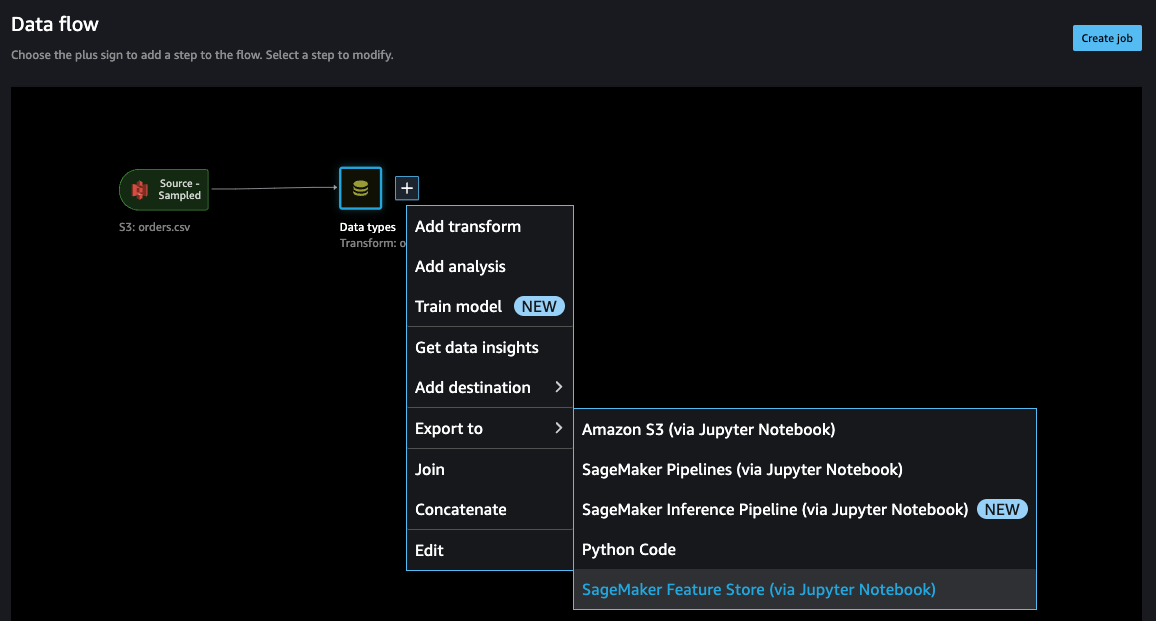 Data flow
Choose the plus sign to add a step to the flow. Select a step to modify.
Create job
Source -
Sampled
S3: orders.csv
Data types
Transform: o
Add transform
Add analysis
Train model NEW
Get data insights
Add destination
Export to
Join
Concatenate
Edit
Amazon S3 (via Jupyter Notebook)
SageMaker Pipelines (via Jupyter Notebook)
SageMaker Inference Pipeline (via Jupyter Notebook) NEW
Python Code
SageMaker Feature Store (via Jupyter Notebook)